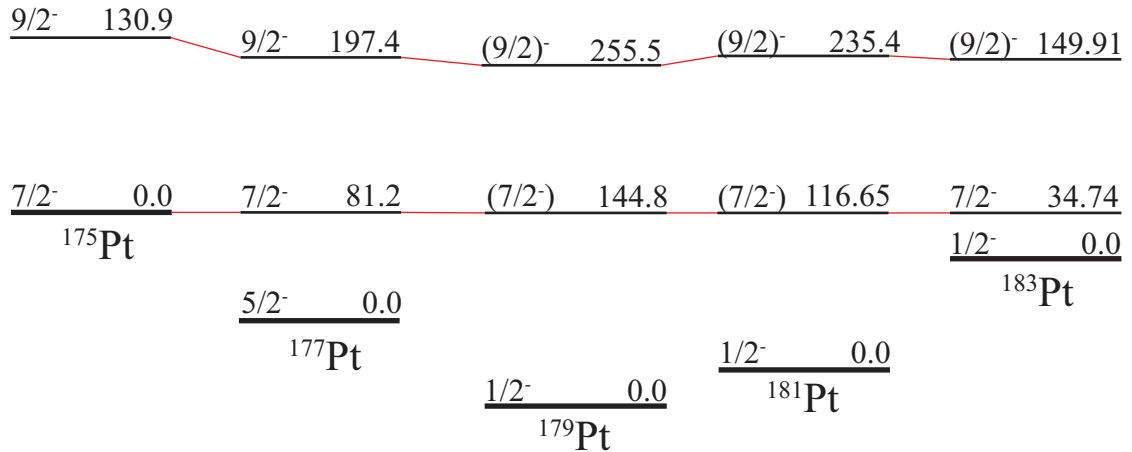 9/2⁻ 130.9
9/2⁻ 197.4
(9/2)⁻ 255.5
(9/2)⁻ 235.4
(9/2)⁻ 149.91
7/2⁻ 0.0
7/2⁻ 81.2
(7/2⁻) 144.8
(7/2⁻) 116.65
7/2⁻ 34.74
¹⁷⁵Pt
1/2⁻ 0.0
¹⁸³Pt
5/2⁻ 0.0
¹⁷⁷Pt
1/2⁻ 0.0
¹⁸¹Pt
1/2⁻ 0.0
¹⁷⁹Pt